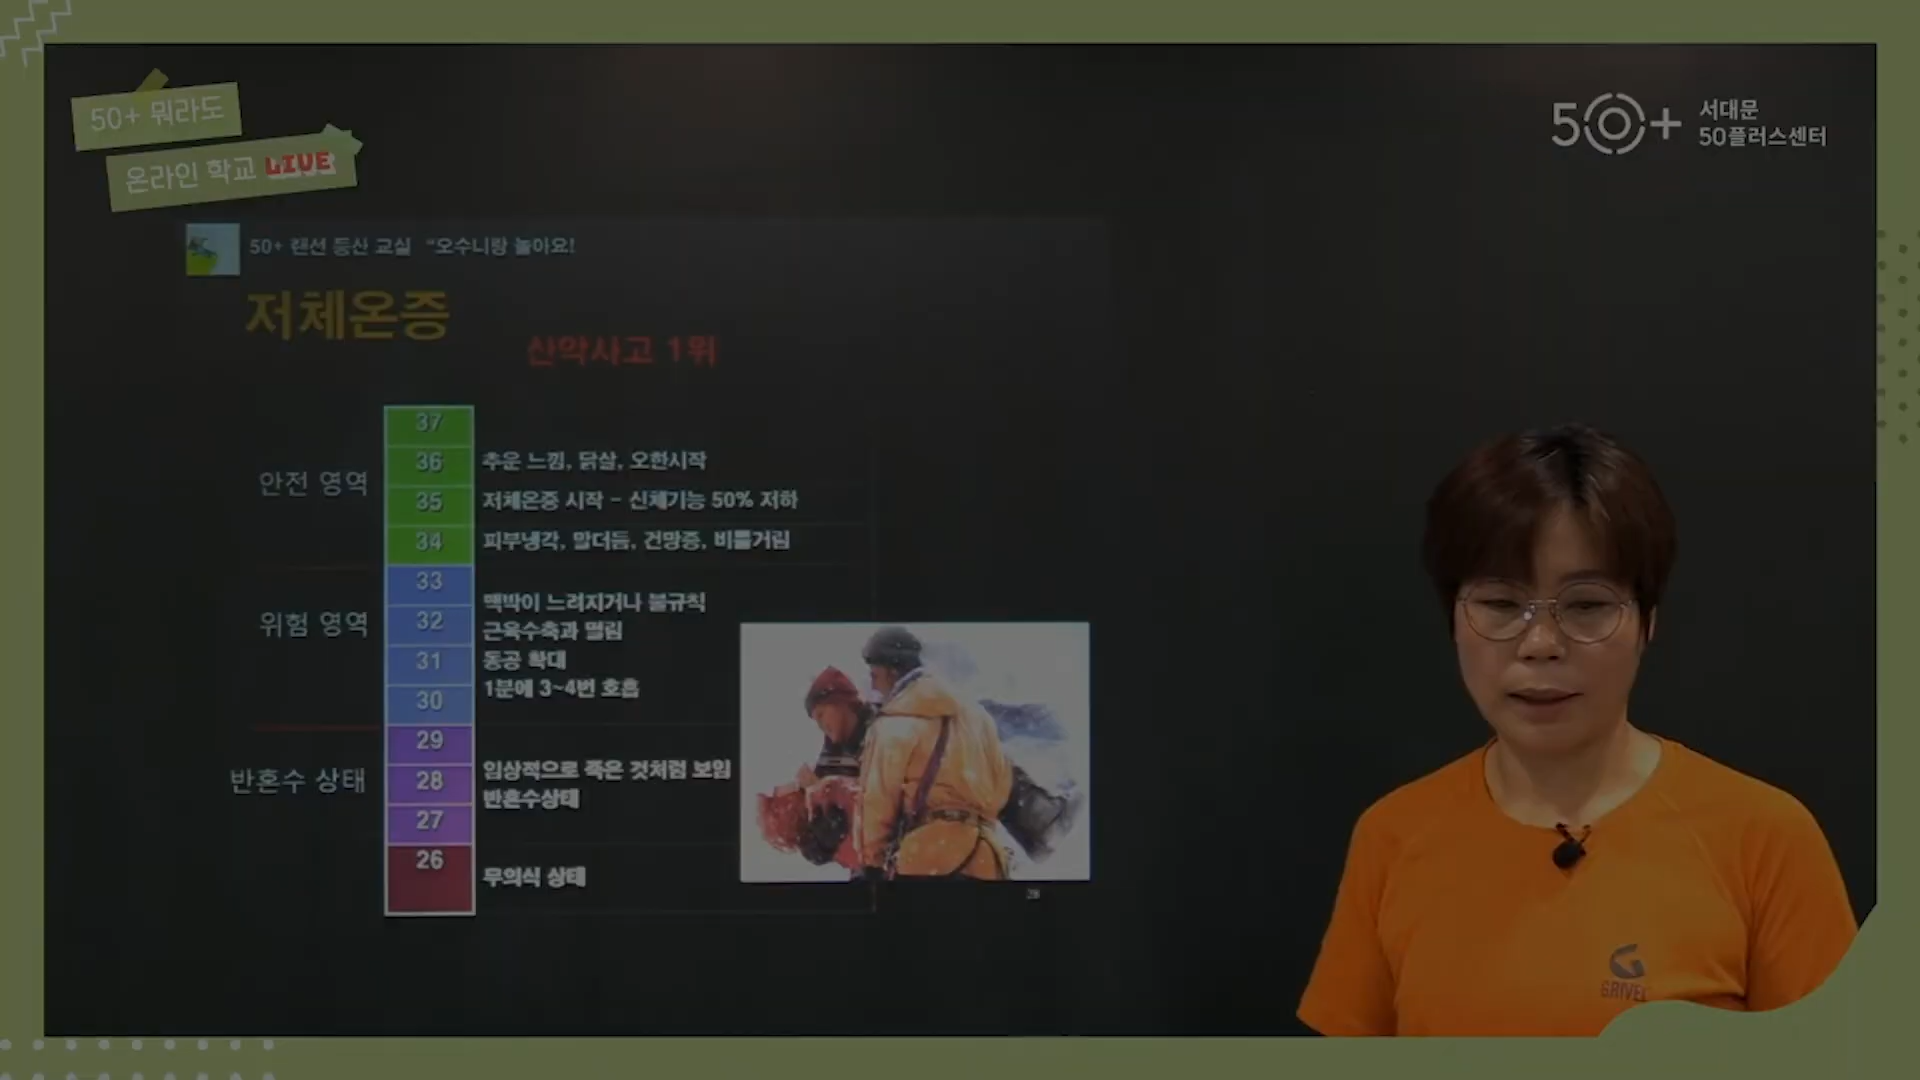 50+ 뭐라도
온라인 학교 LIVE
50+ 서대문
50플러스센터
50+ 랜선 등산 교실 "오수니랑 놀아요!
저체온증
산악사고 1위
37
안전 영역
36 추운 느낌, 닭살, 오한시작
35 저체온증 시작 - 신체기능 50% 저하
34 피부냉각, 말더듬, 건망증, 비틀거림
위험 영역
33
32
31
30
맥박이 느려지거나 불규칙
근육수축과 떨림
동공 확대
1분에 3~4번 호흡
반혼수 상태
29
28
27
임상적으로 죽은 것처럼 보임
반혼수상태
26 무의식 상태
28
GRIVEL